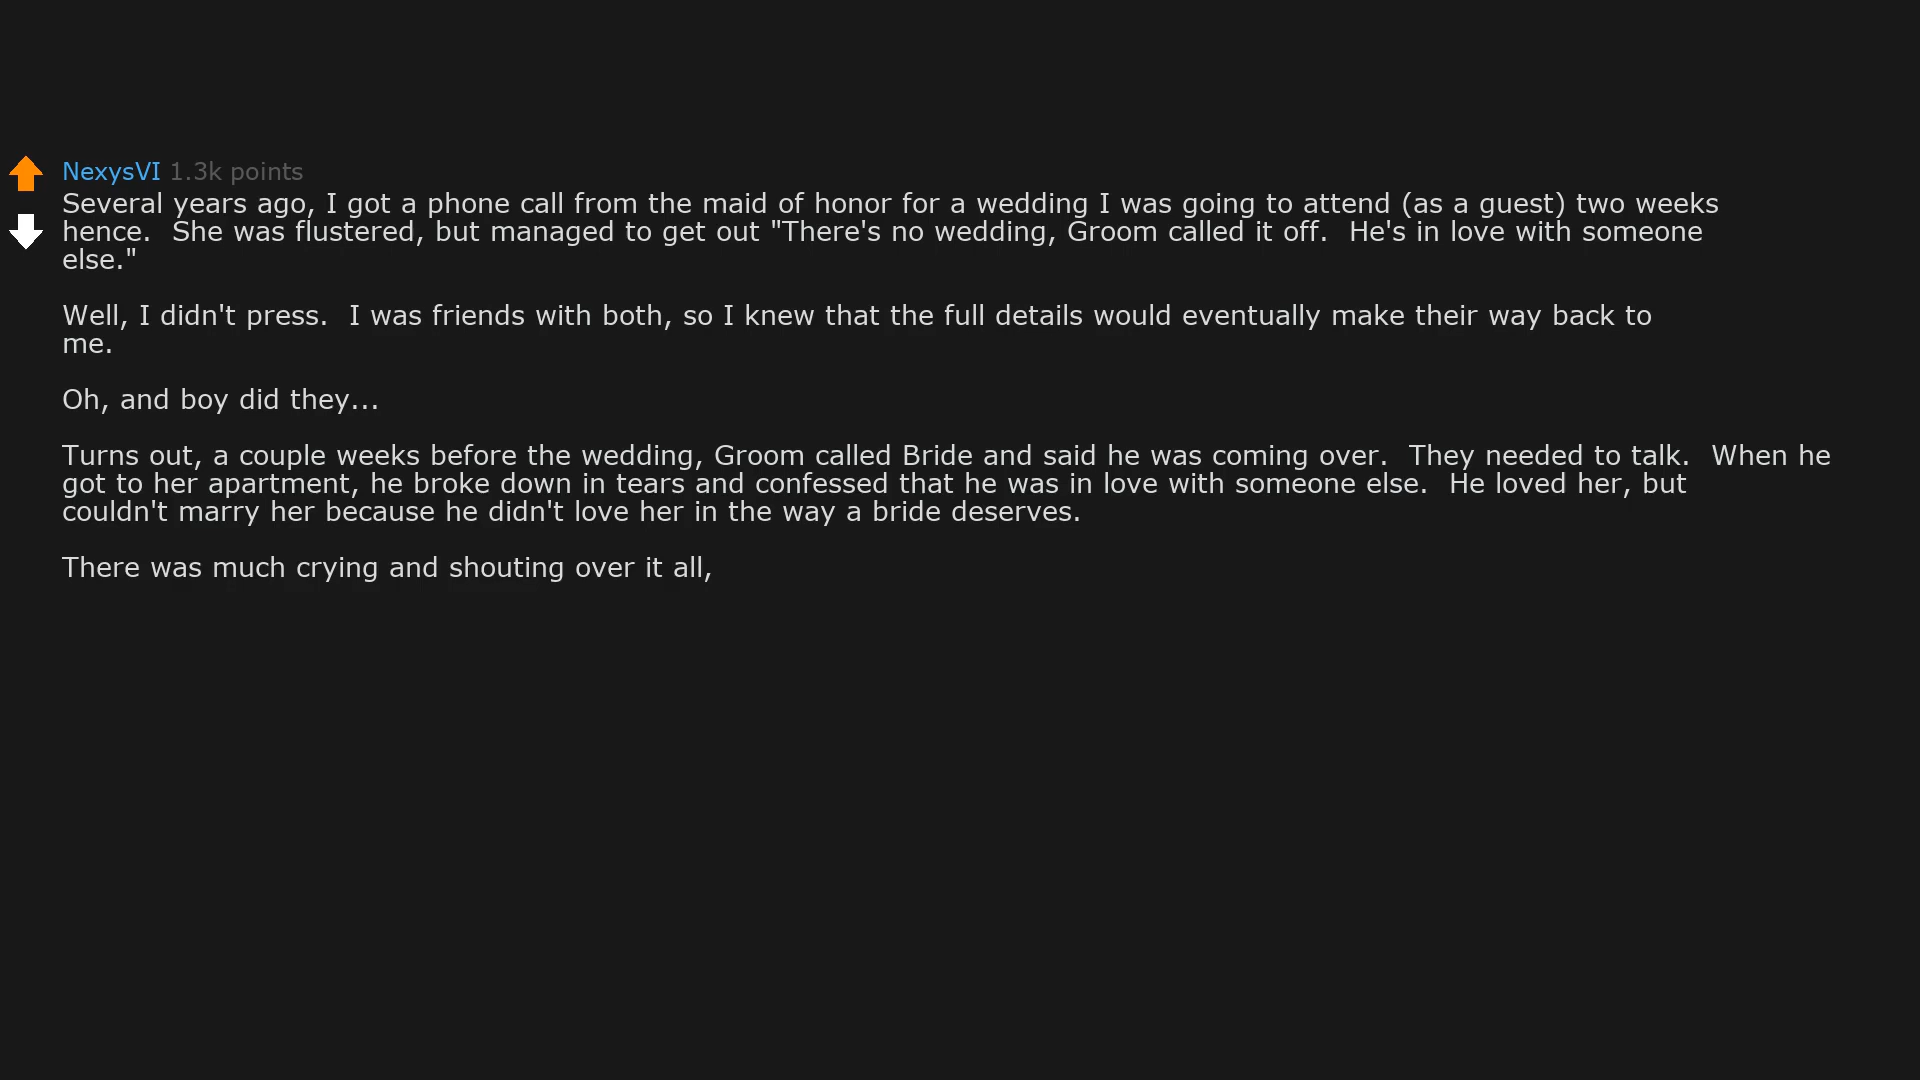 NexysVI 1.3k points
Several years ago, I got a phone call from the maid of honor for a wedding I was going to attend (as a guest) two weeks
hence.  She was flustered, but managed to get out "There's no wedding, Groom called it off.  He's in love with someone
else."
Well, I didn't press.  I was friends with both, so I knew that the full details would eventually make their way back to
me.
Oh, and boy did they...
Turns out, a couple weeks before the wedding, Groom called Bride and said he was coming over.  They needed to talk.  When he
got to her apartment, he broke down in tears and confessed that he was in love with someone else.  He loved her, but
couldn't marry her because he didn't love her in the way a bride deserves.
There was much crying and shouting over it all,